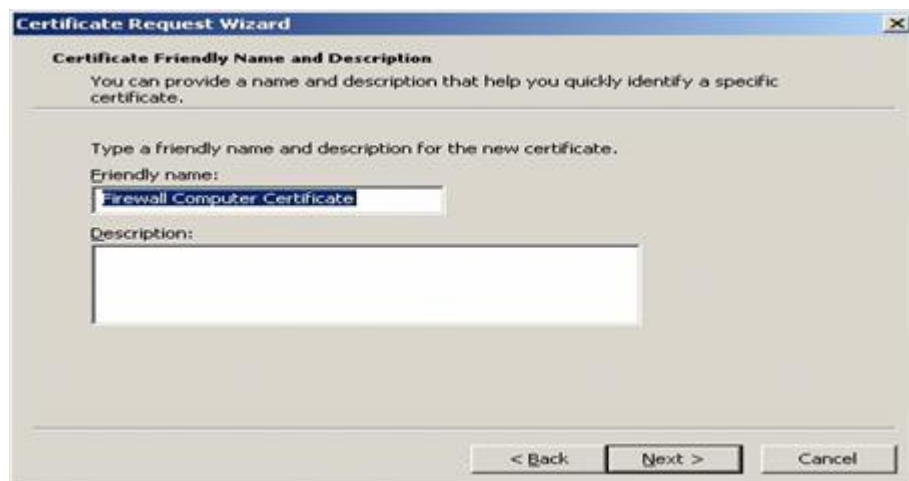 Certificate Request Wizard
Certificate Friendly Name and Description
You can provide a name and description that help you quickly identify a specific
certificate.
Type a friendly name and description for the new certificate.
Friendly name:
Firewall Computer Certificate
Description:
< Back
Next >
Cancel